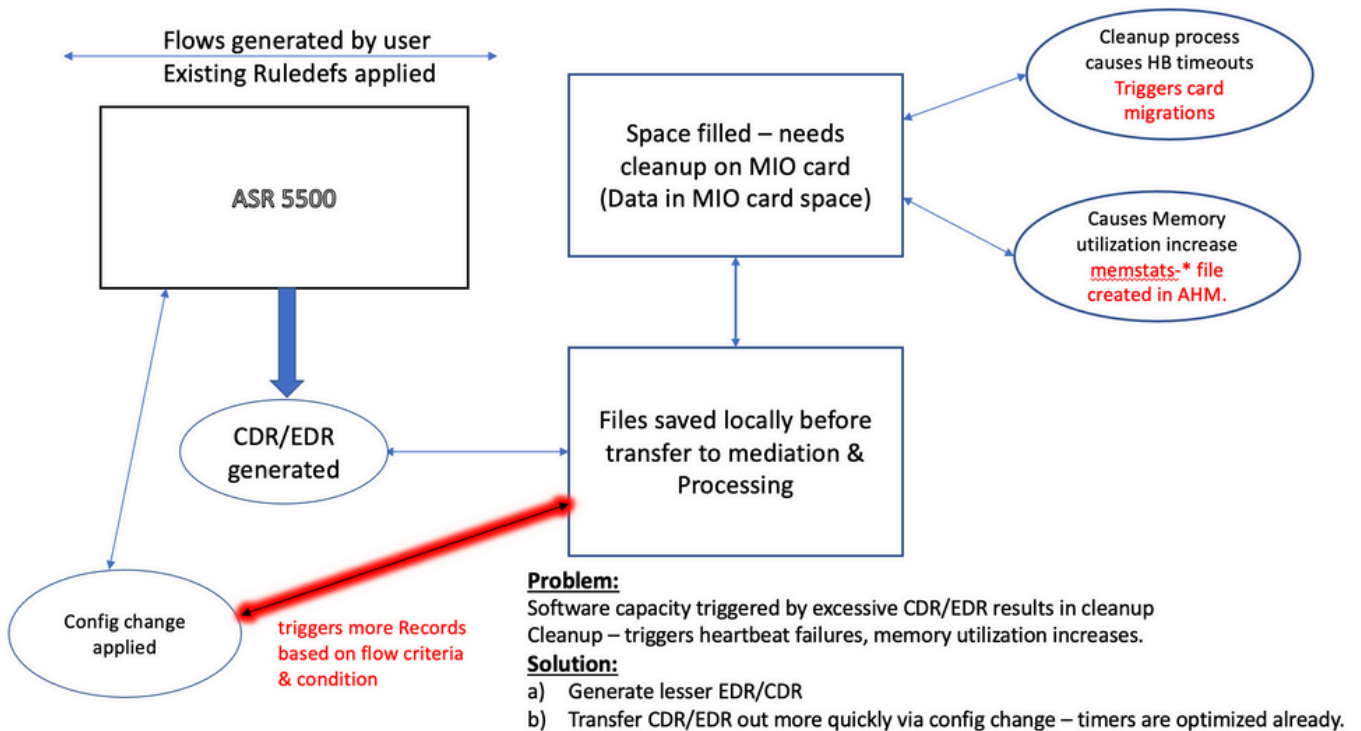 Flows generated by user
Existing Ruledefs applied
ASR 5500
CDR/EDR
generated
Config change
applied
triggers more Records
based on flow criteria
& condition
Space filled – needs
cleanup on MIO card
(Data in MIO card space)
Files saved locally before
transfer to mediation &
Processing
Cleanup process
causes HB timeouts
Triggers card
migrations
Causes Memory
utilization increase
memstats-* file
created in AHM.
Problem:
Software capacity triggered by excessive CDR/EDR results in cleanup
Cleanup – triggers heartbeat failures, memory utilization increases.
Solution:
a) Generate lesser EDR/CDR
b) Transfer CDR/EDR out more quickly via config change – timers are optimized already.